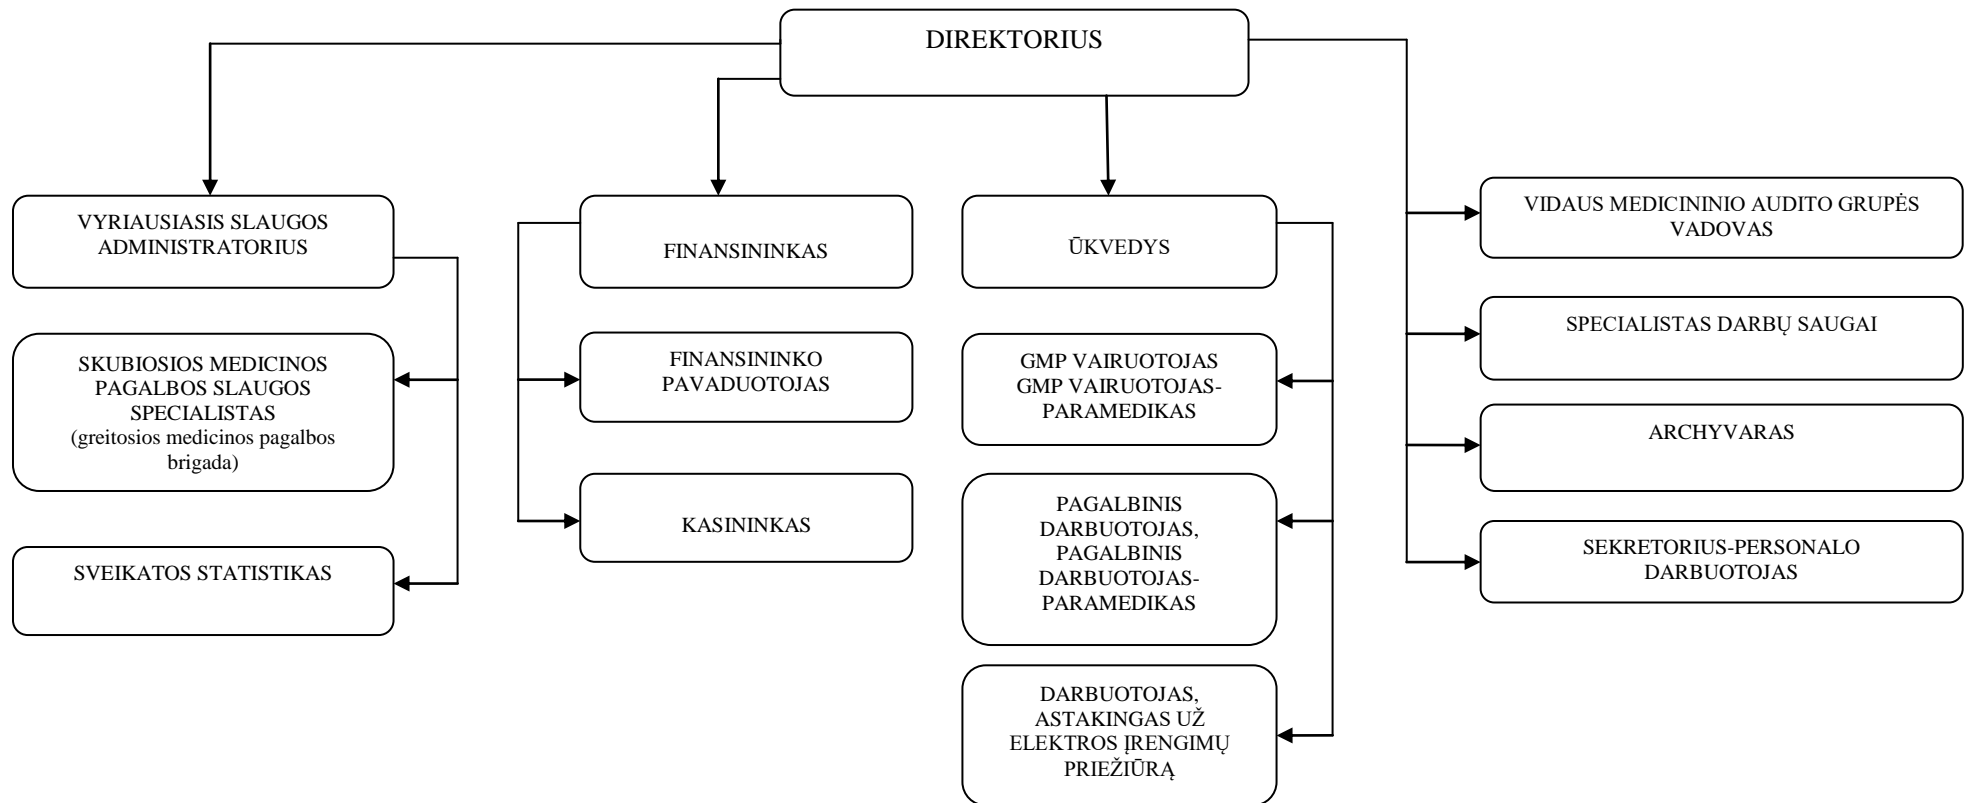 DIREKTORIUS
VYRIAUSIASIS SLAUGOS
ADMINISTRATORIUS
SKUBIOSIOS MEDICINOS
PAGALBOS SLAUGOS
SPECIALISTAS
(greitosios medicinos pagalbos
brigada)
SVEIKATOS STATISTIKAS
FINANSININKAS
FINANSININKO
PAVADUOTOJAS
KASININKAS
ŪKVEDYS
GMP VAIRUOTOJAS
GMP VAIRUOTOJAS-
PARAMEDIKAS
PAGALBINIS
DARBUOTOJAS,
PAGALBINIS
DARBUOTOJAS-
PARAMEDIKAS
DARBUOTOJAS,
ASTAKINGAS UŽ
ELEKTROS ĮRENGIMŲ
PRIEŽIŪRĄ
VIDAUS MEDICININIO AUDITO GRUPĖS
VADOVAS
SPECIALISTAS DARBŲ SAUGAI
ARCHYVARAS
SEKRETORIUS-PERSONALO
DARBUOTOJAS